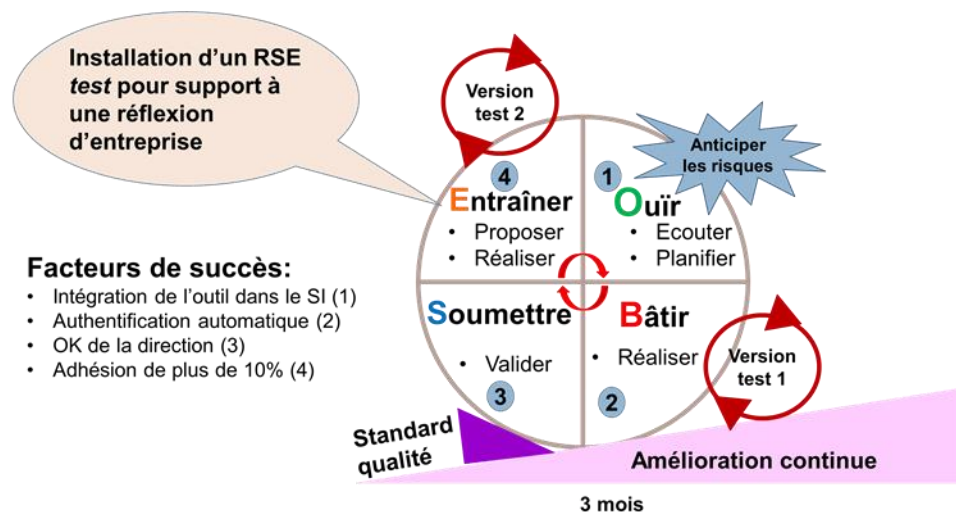 Installation d'un RSE
test pour support à
une réflexion
d'entreprise
Version
test 2
Anticiper
les risques
4
Entraîner
• Proposer
• Réaliser
1
Ouïr
• Ecouter
• Planifier
Facteurs de succès:
• Intégration de l'outil dans le SI (1)
• Authentification automatique (2)
• OK de la direction (3)
• Adhésion de plus de 10% (4)
Soumettre
• Valider
3
Bâtir
• Réaliser
2
Version
test 1
Standard
qualité
Amélioration continue
3 mois